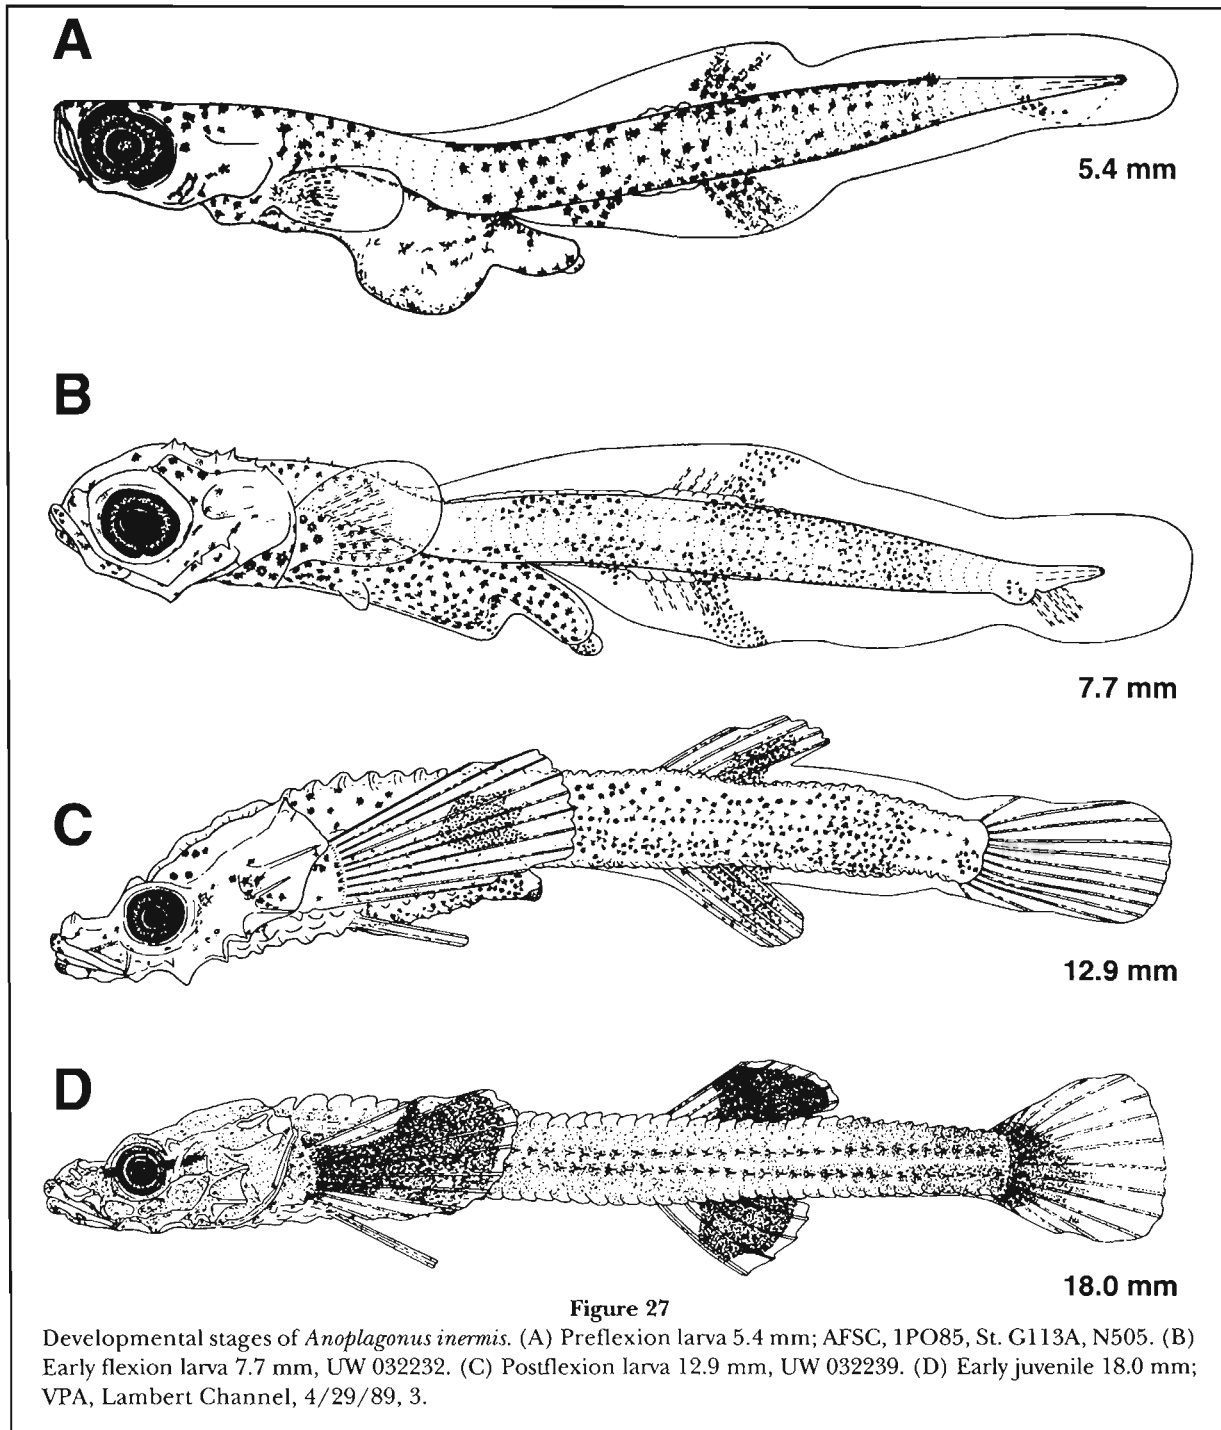 A
5.4 mm
B
7.7 mm
C
12.9 mm
D
18.0 mm
Figure 27
Developmental stages of Anoplagonus inermis. (A) Preflexion larva 5.4 mm; AFSC, 1PO85, St. G113A, N505. (B)
Early flexion larva 7.7 mm, UW 032232. (C) Postflexion larva 12.9 mm, UW 032239. (D) Early juvenile 18.0 mm;
VPA, Lambert Channel, 4/29/89, 3.